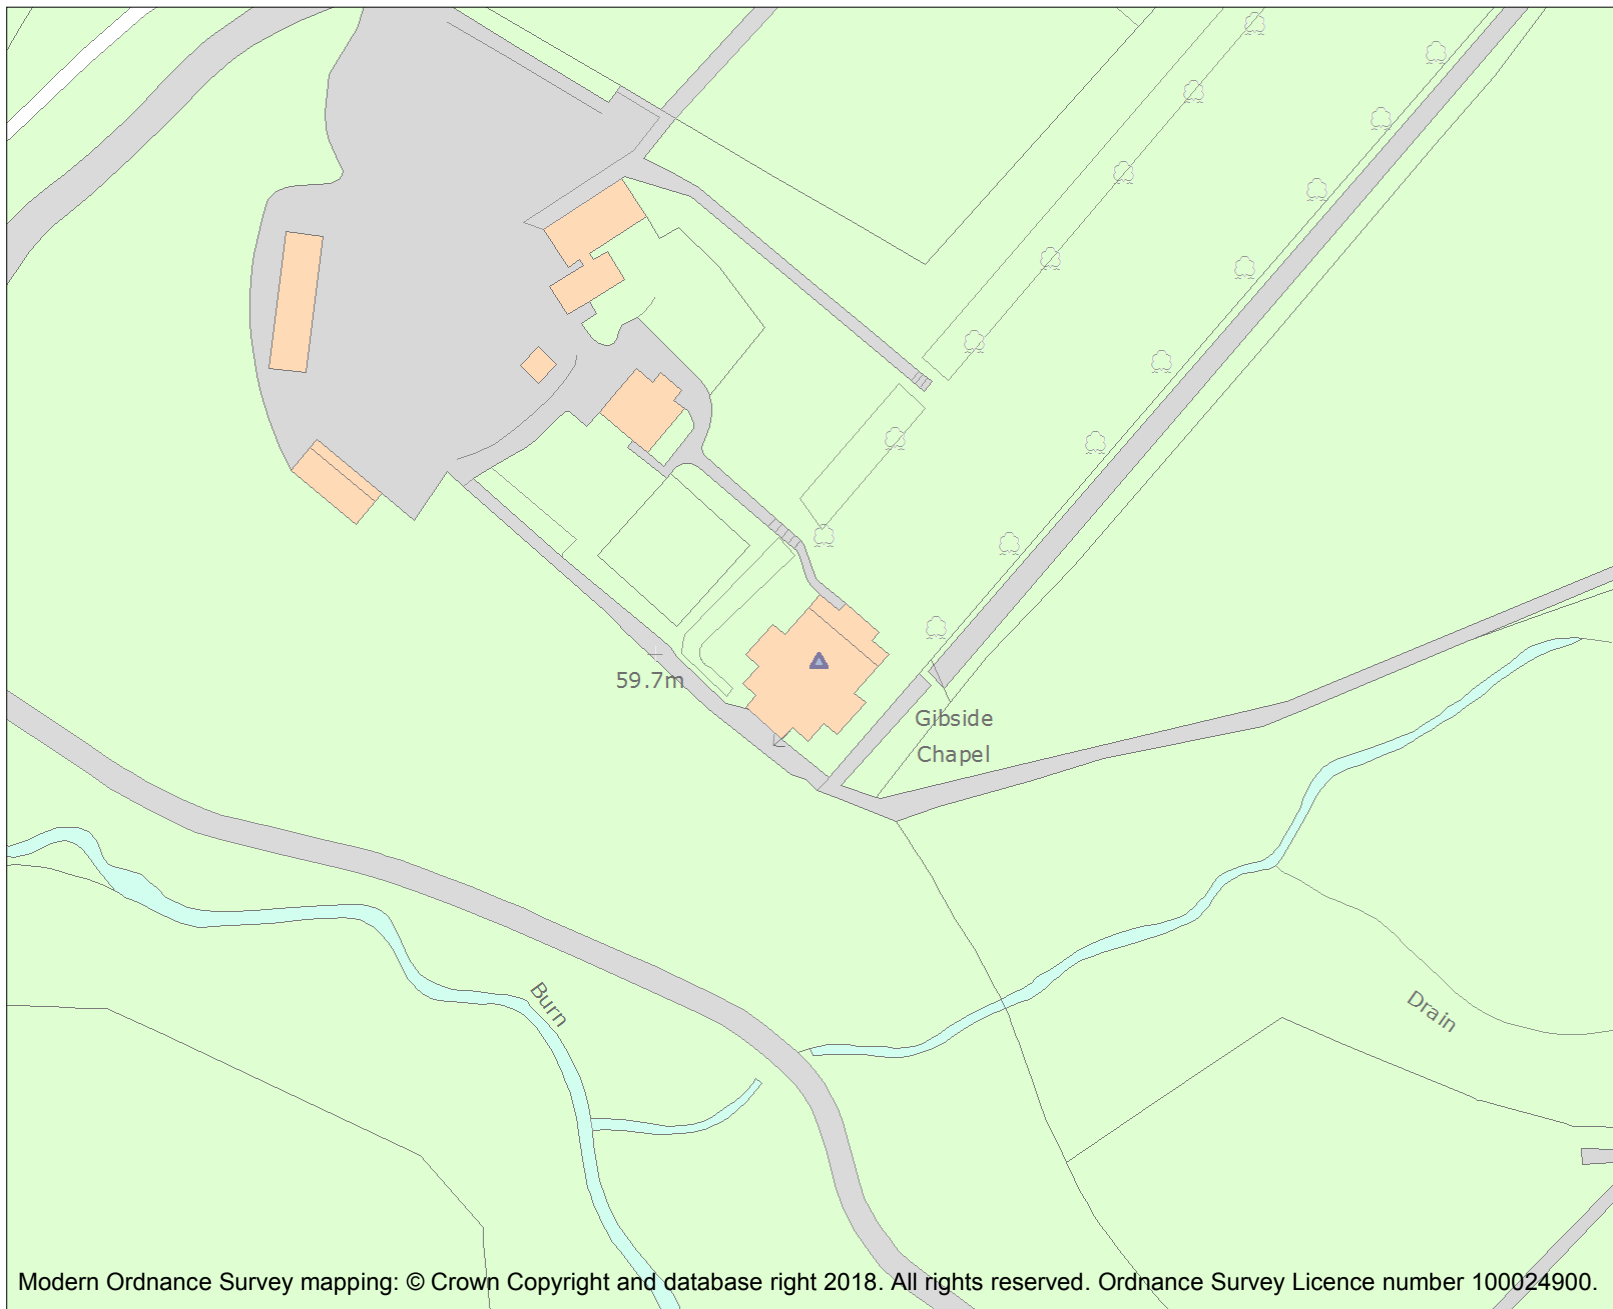 59.7m
Gibside
Chapel
Burn
Drain
Modern Ordnance Survey mapping: © Crown Copyright and database right 2018. All rights reserved. Ordnance Survey Licence number 100024900.